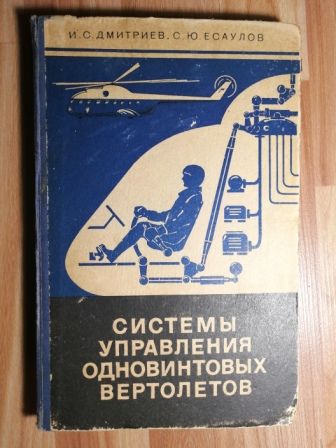 И.С.ДМИТРИЕВ, С.Ю.ЕСАУЛОВ
СИСТЕМЫ
УПРАВЛЕНИЯ
ОДНОВИНТОВЫХ
ВЕРТОЛЕТОВ